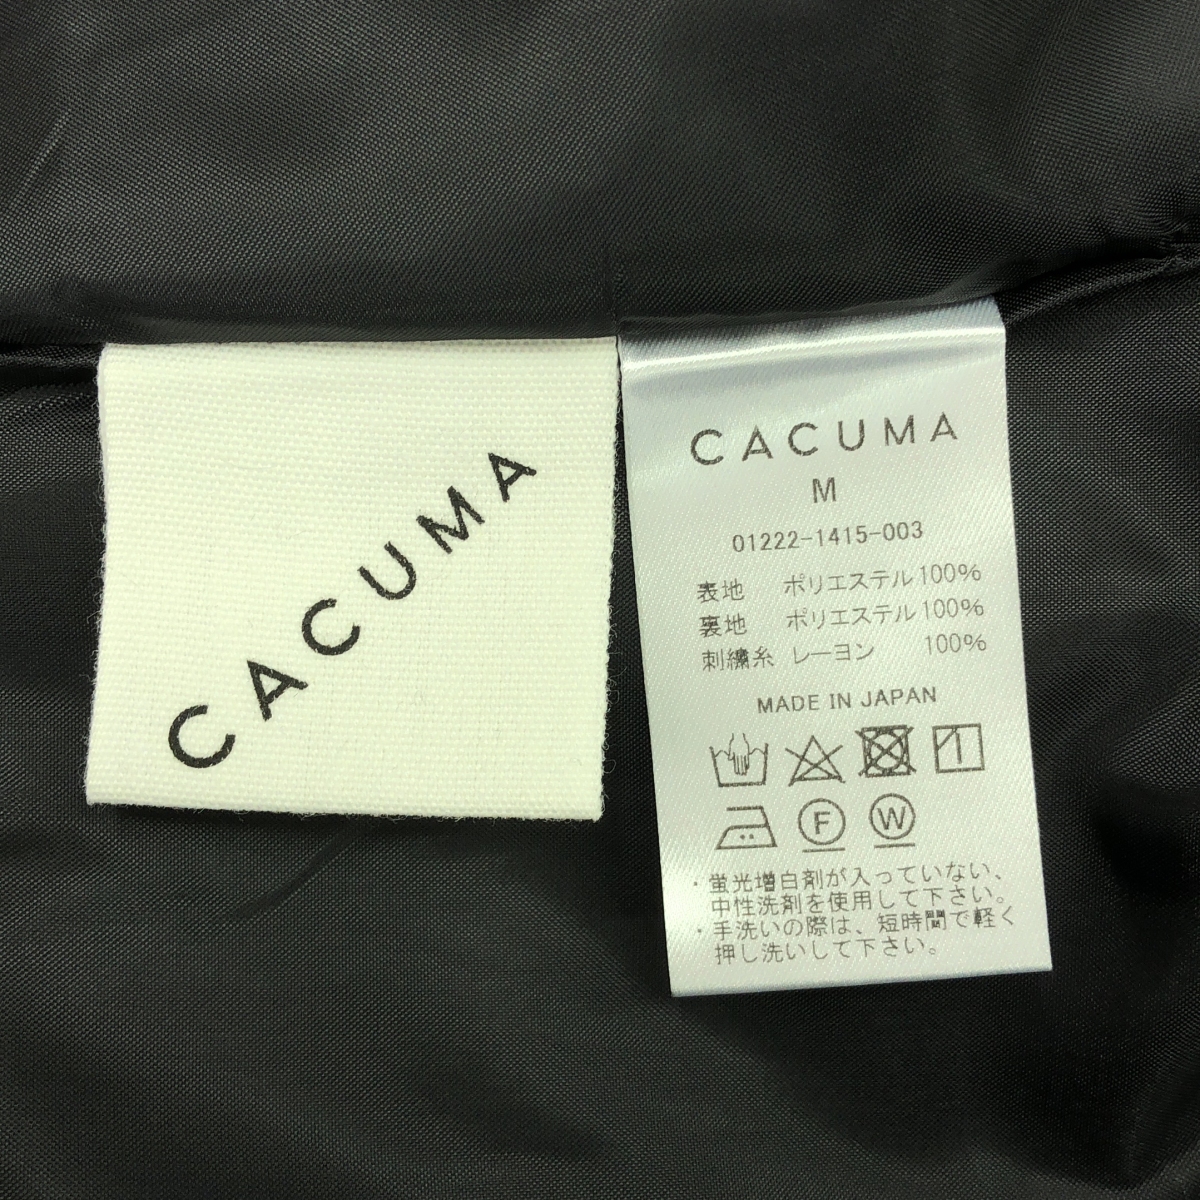 CACUMA
CACUMA
M
01222-1415-003
表地 ポリエステル100%
裏地 ポリエステル100%
刺繍糸 レーヨン 100%
MADE IN JAPAN
F W
・蛍光増白剤が入っていない、
中性洗剤を使用して下さい。
・手洗いの際は、短時間で軽く
押し洗いして下さい。